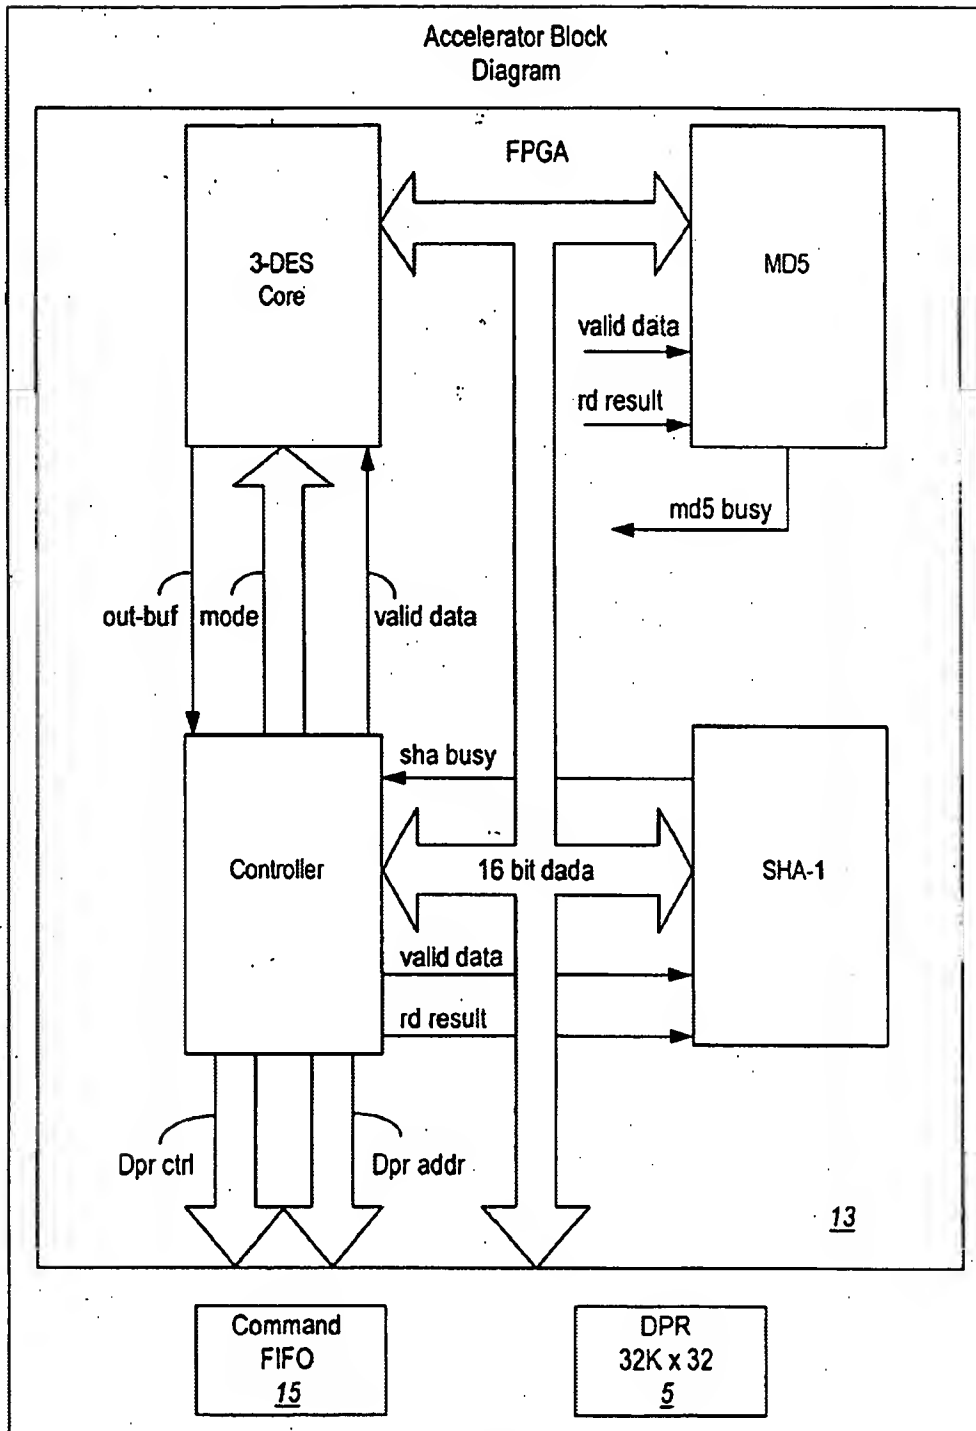 Accelerator Block
Diagram
FPGA
3-DES
Core
MD5
valid data
rd result
md5 busy
out-buf
mode
valid data
sha busy
Controller
16 bit dada
SHA-1
valid data
rd result
Dpr ctrl
Dpr addr
13
Command
FIFO
15
DPR
32K x 32
5